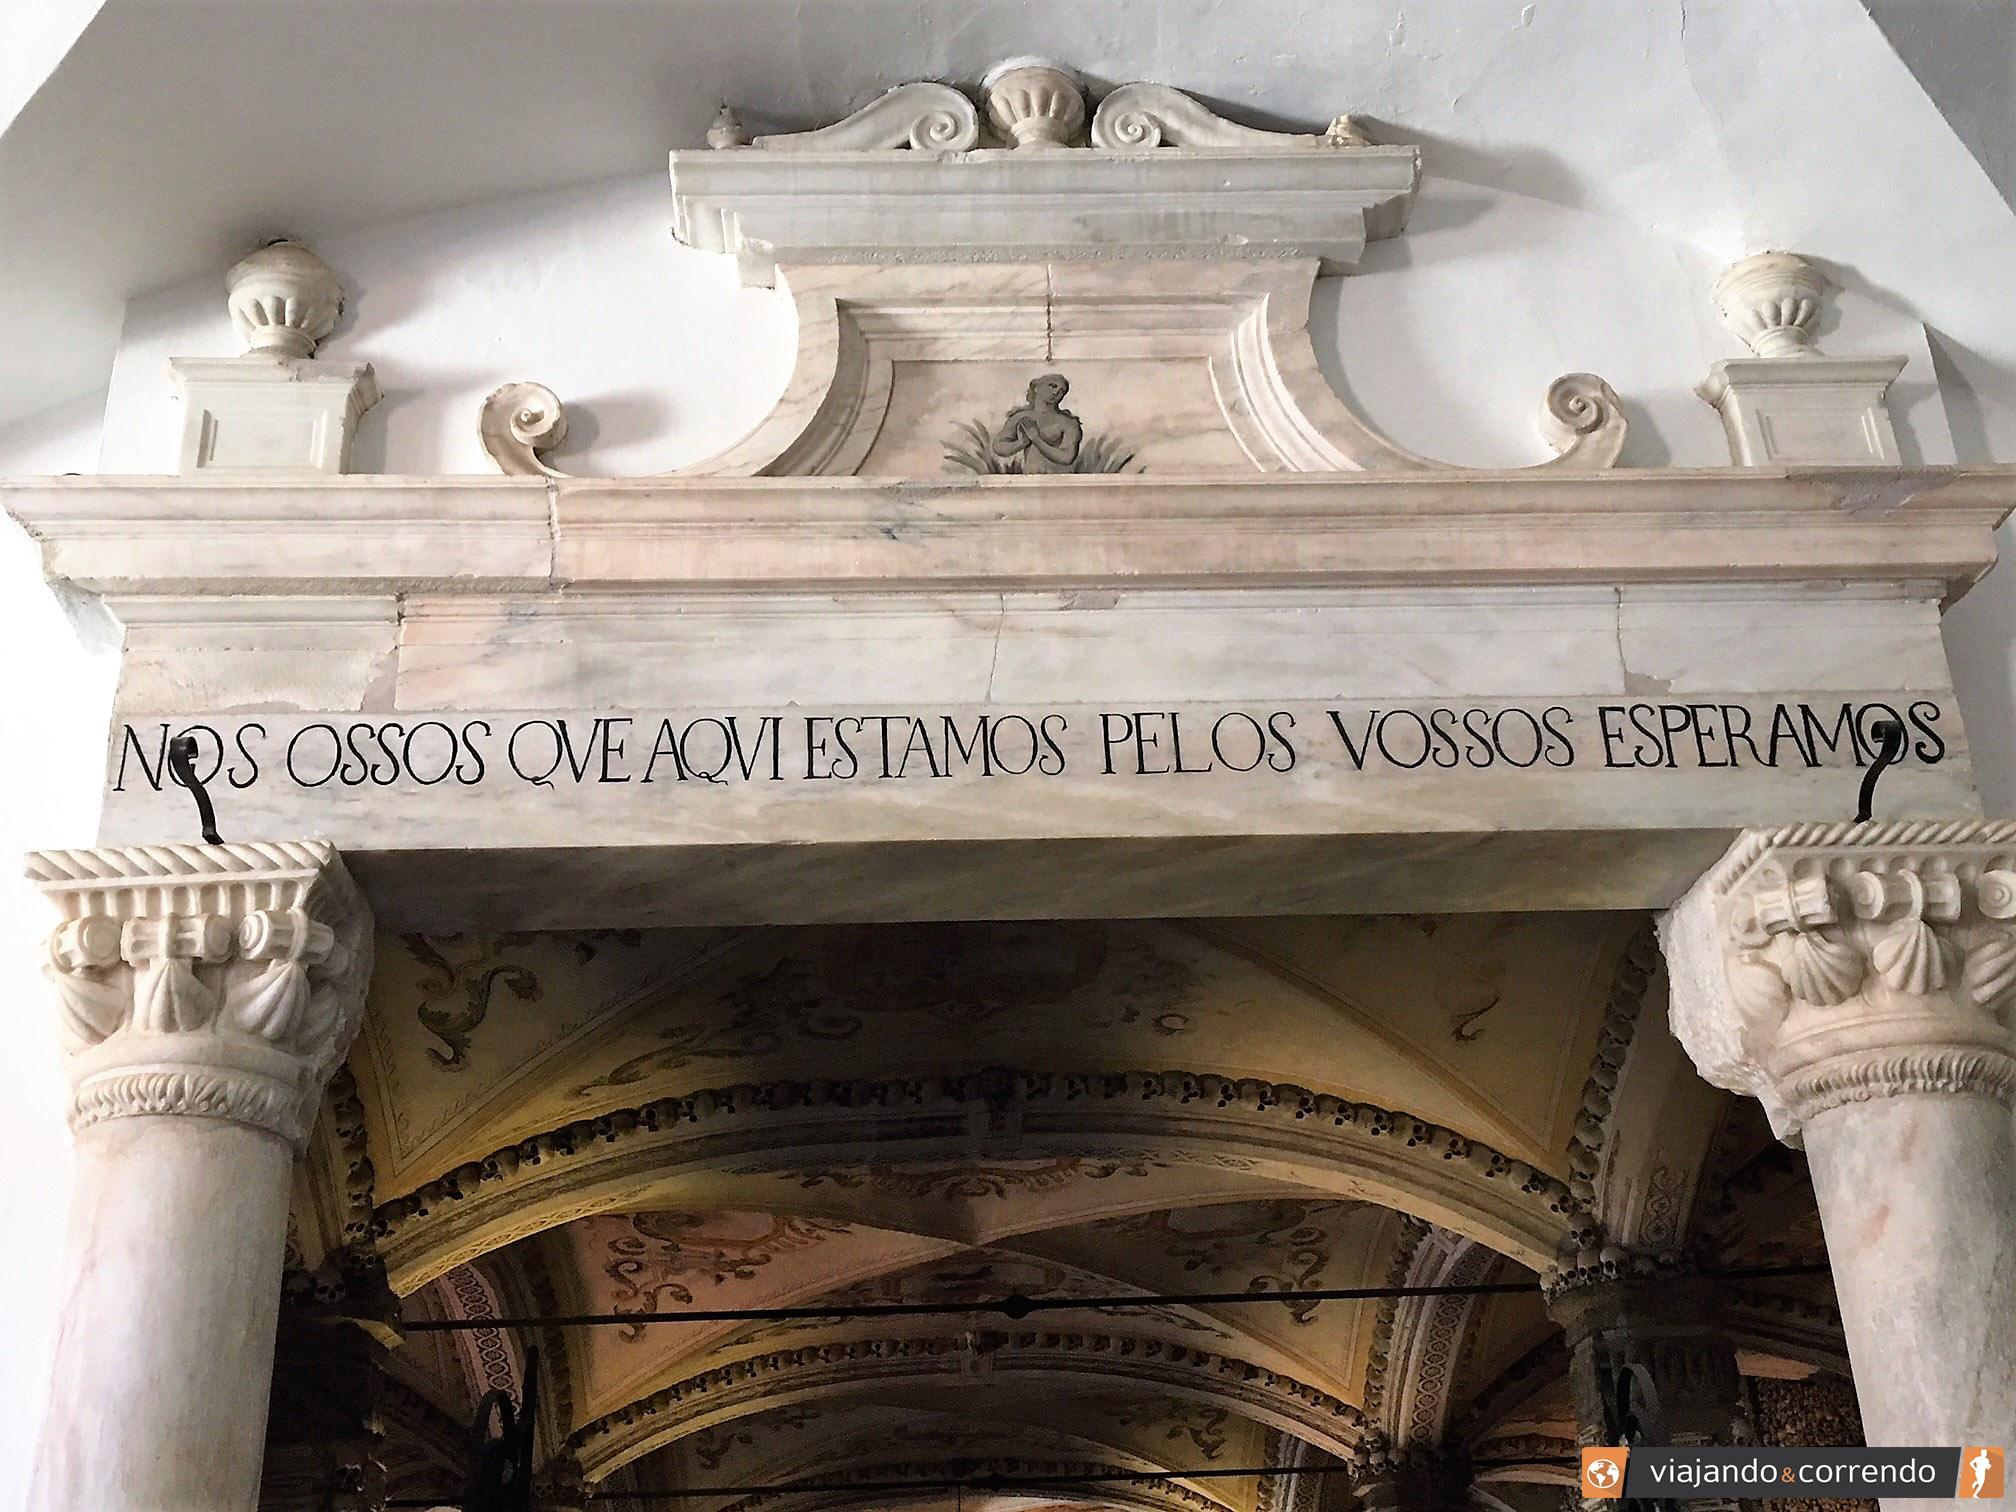 NOS OSSOS QVE AQVI ESTAMOS PELOS VOSSOS ESPERAMOS
viajando&correndo